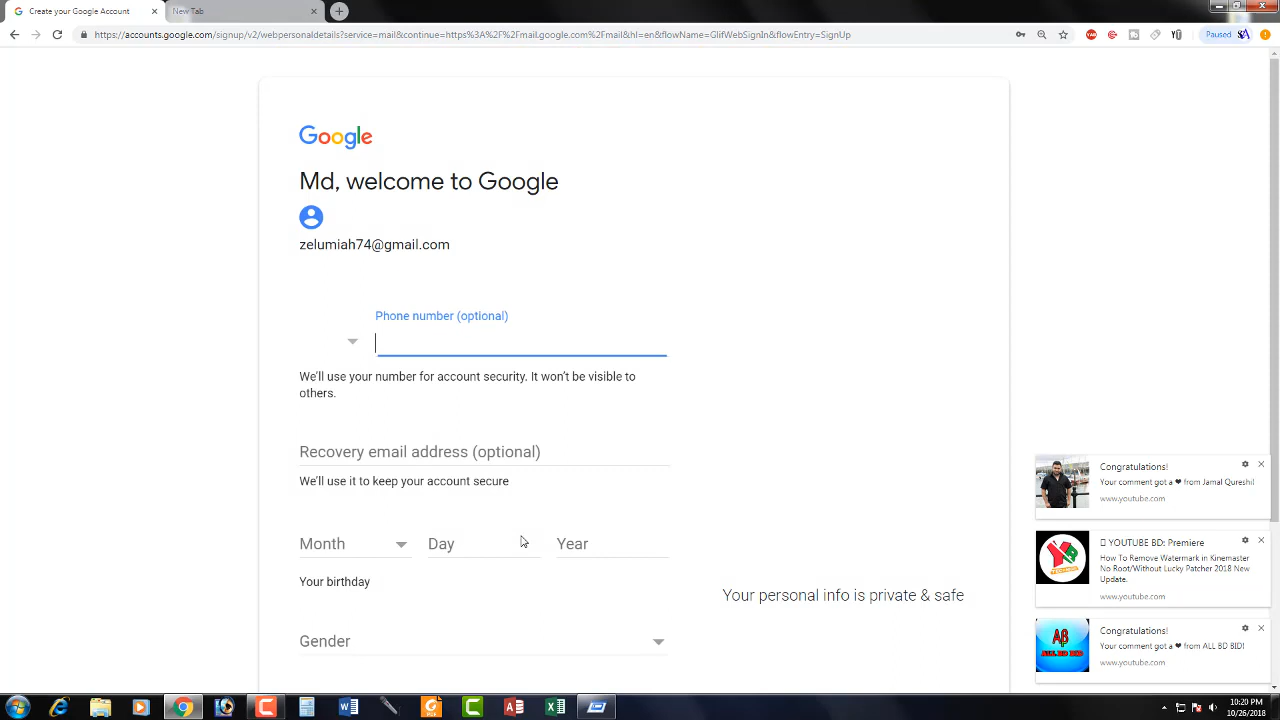 Create your Google Account
New Tab
https://accounts.google.com/signup/v2/webpersonaldetails?service=mail&continue=https%3A%2F%2Fmail.google.com%2Fmail&hl=en&flowName=GlifWebSignIn&flowEntry=SignUp
Paused
Google
Md, welcome to Google
zelumiah74@gmail.com
Phone number (optional)
We'll use your number for account security. It won't be visible to
others.
Recovery email address (optional)
We'll use it to keep your account secure
Month
Day
Year
Your birthday
Your personal info is private & safe
Gender
Congratulations!
Your comment got a ❤ from Jamal Qureshi!
www.youtube.com
YOUTUBE BD: Premiere
How To Remove Watermark in Kinemaster
No Root/Without Lucky Patcher 2018 New
Update.
www.youtube.com
Congratulations!
Your comment got a ❤ from ALL BD BID!
www.youtube.com
10:20 PM
10/26/2018